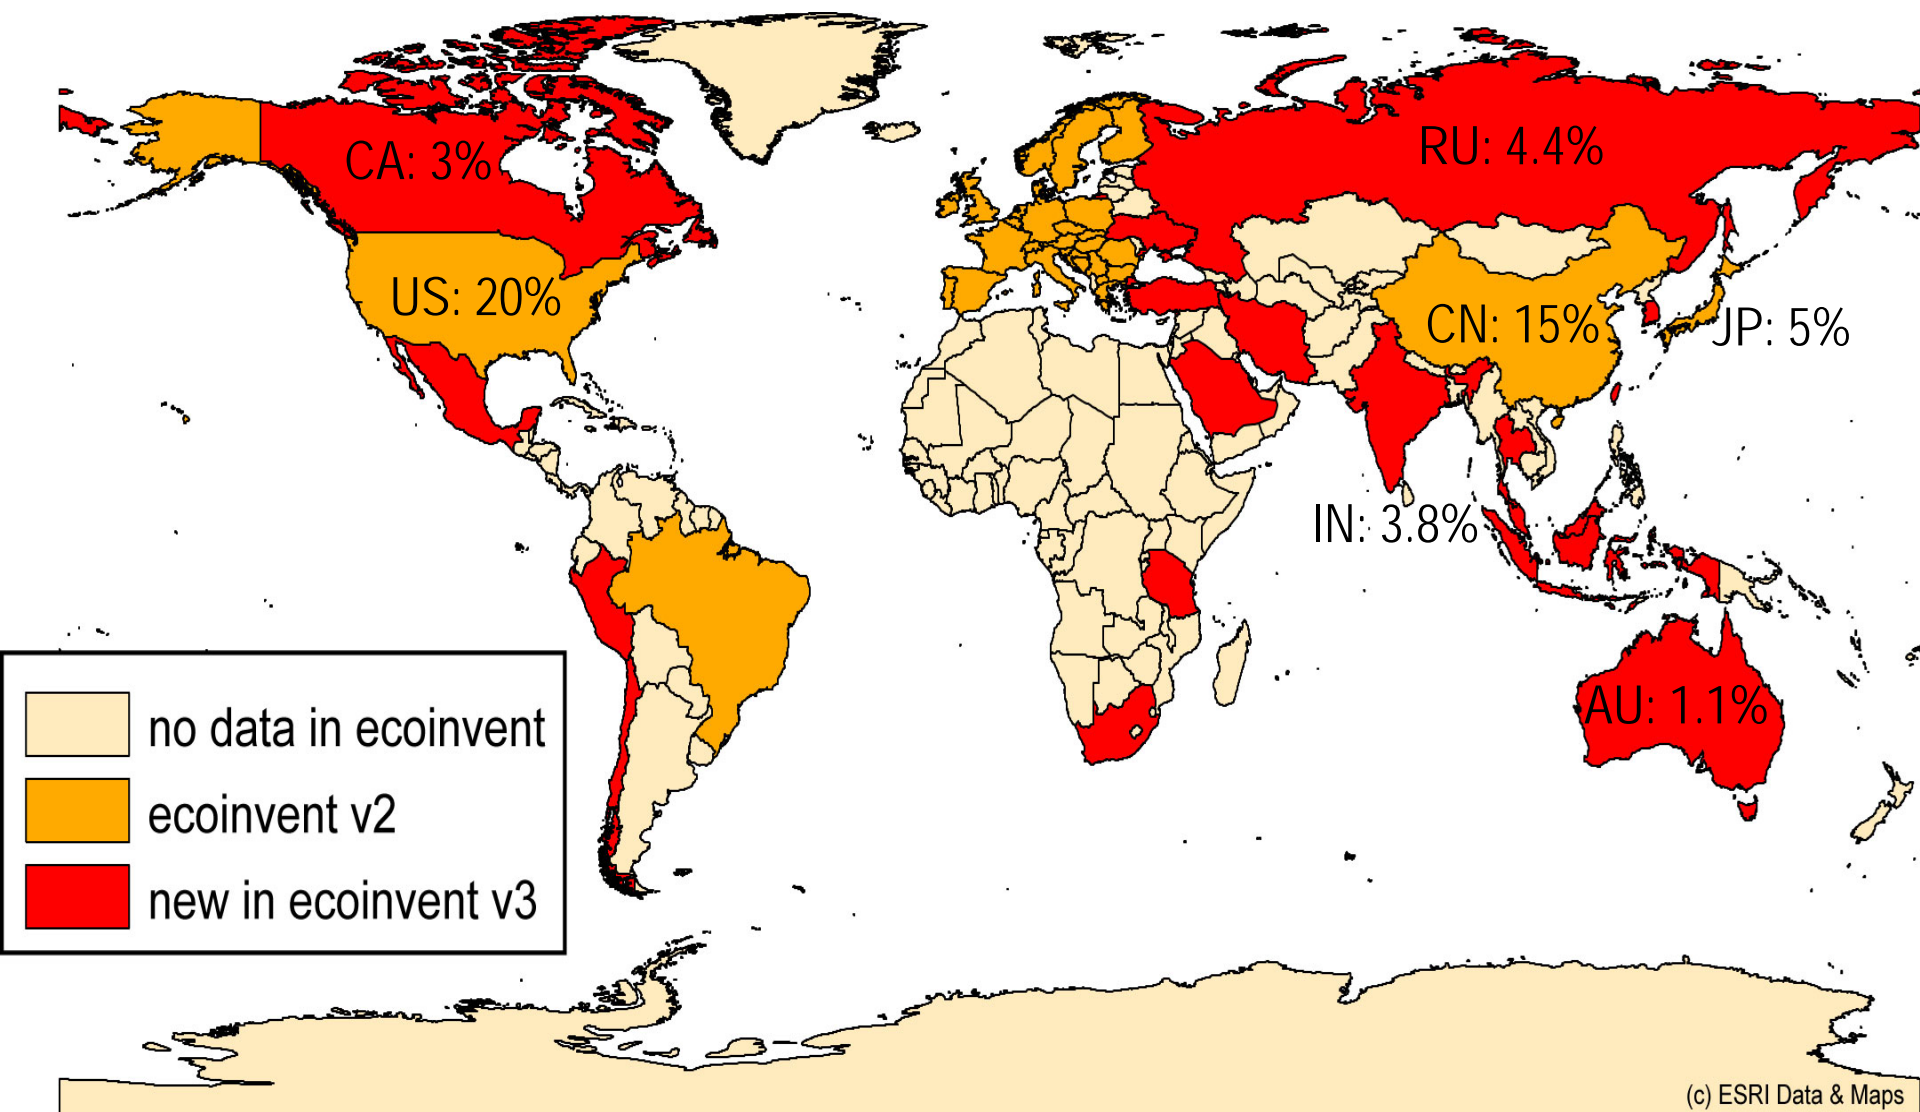 CA: 3%
RU: 4.4%
US: 20%
CN: 15%
JP: 5%
IN: 3.8%
AU: 1.1%
no data in ecoinvent
ecoinvent v2
new in ecoinvent v3
(c) ESRI Data & Maps